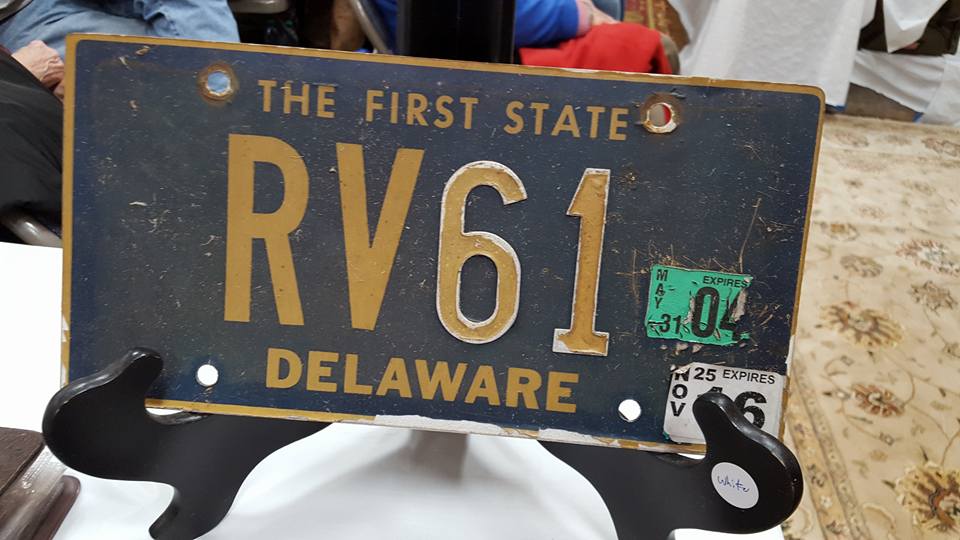 THE FIRST STATE
RV61
MAY 31 EXPIRES 04
NOV 25 EXPIRES
DELAWARE
White